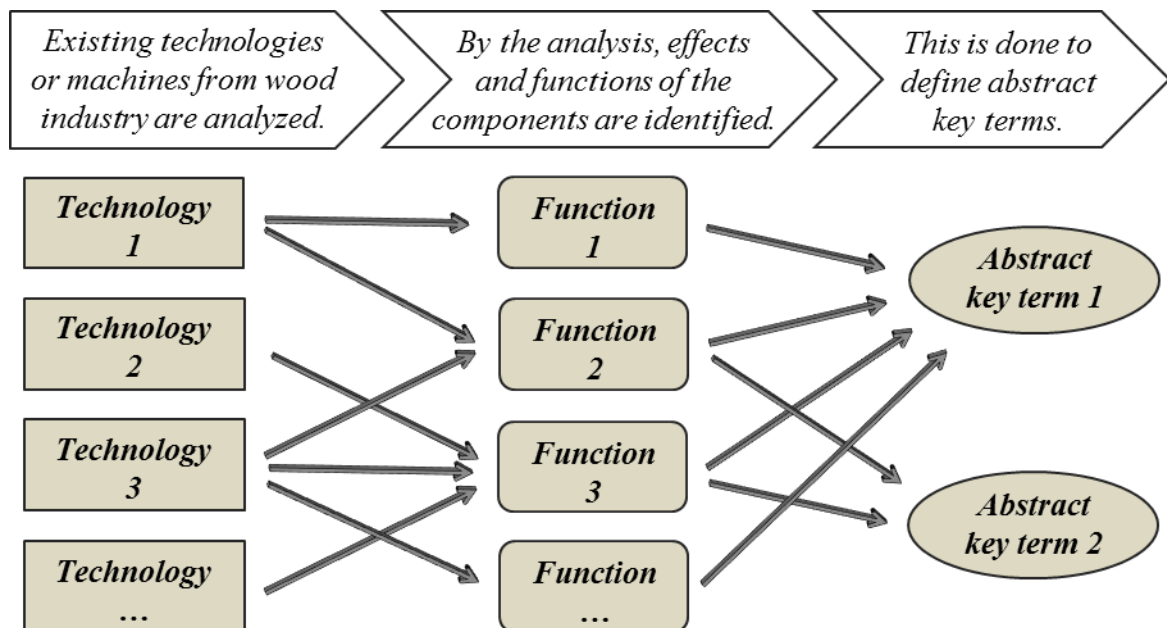 Existing technologies
or machines from wood
industry are analyzed.
By the analysis, effects
and functions of the
components are identified.
This is done to
define abstract
key terms.
Technology
1
Function
1
Abstract
key term 1
Technology
2
Function
2
Technology
3
Function
3
Abstract
key term 2
Technology
...
Function
...